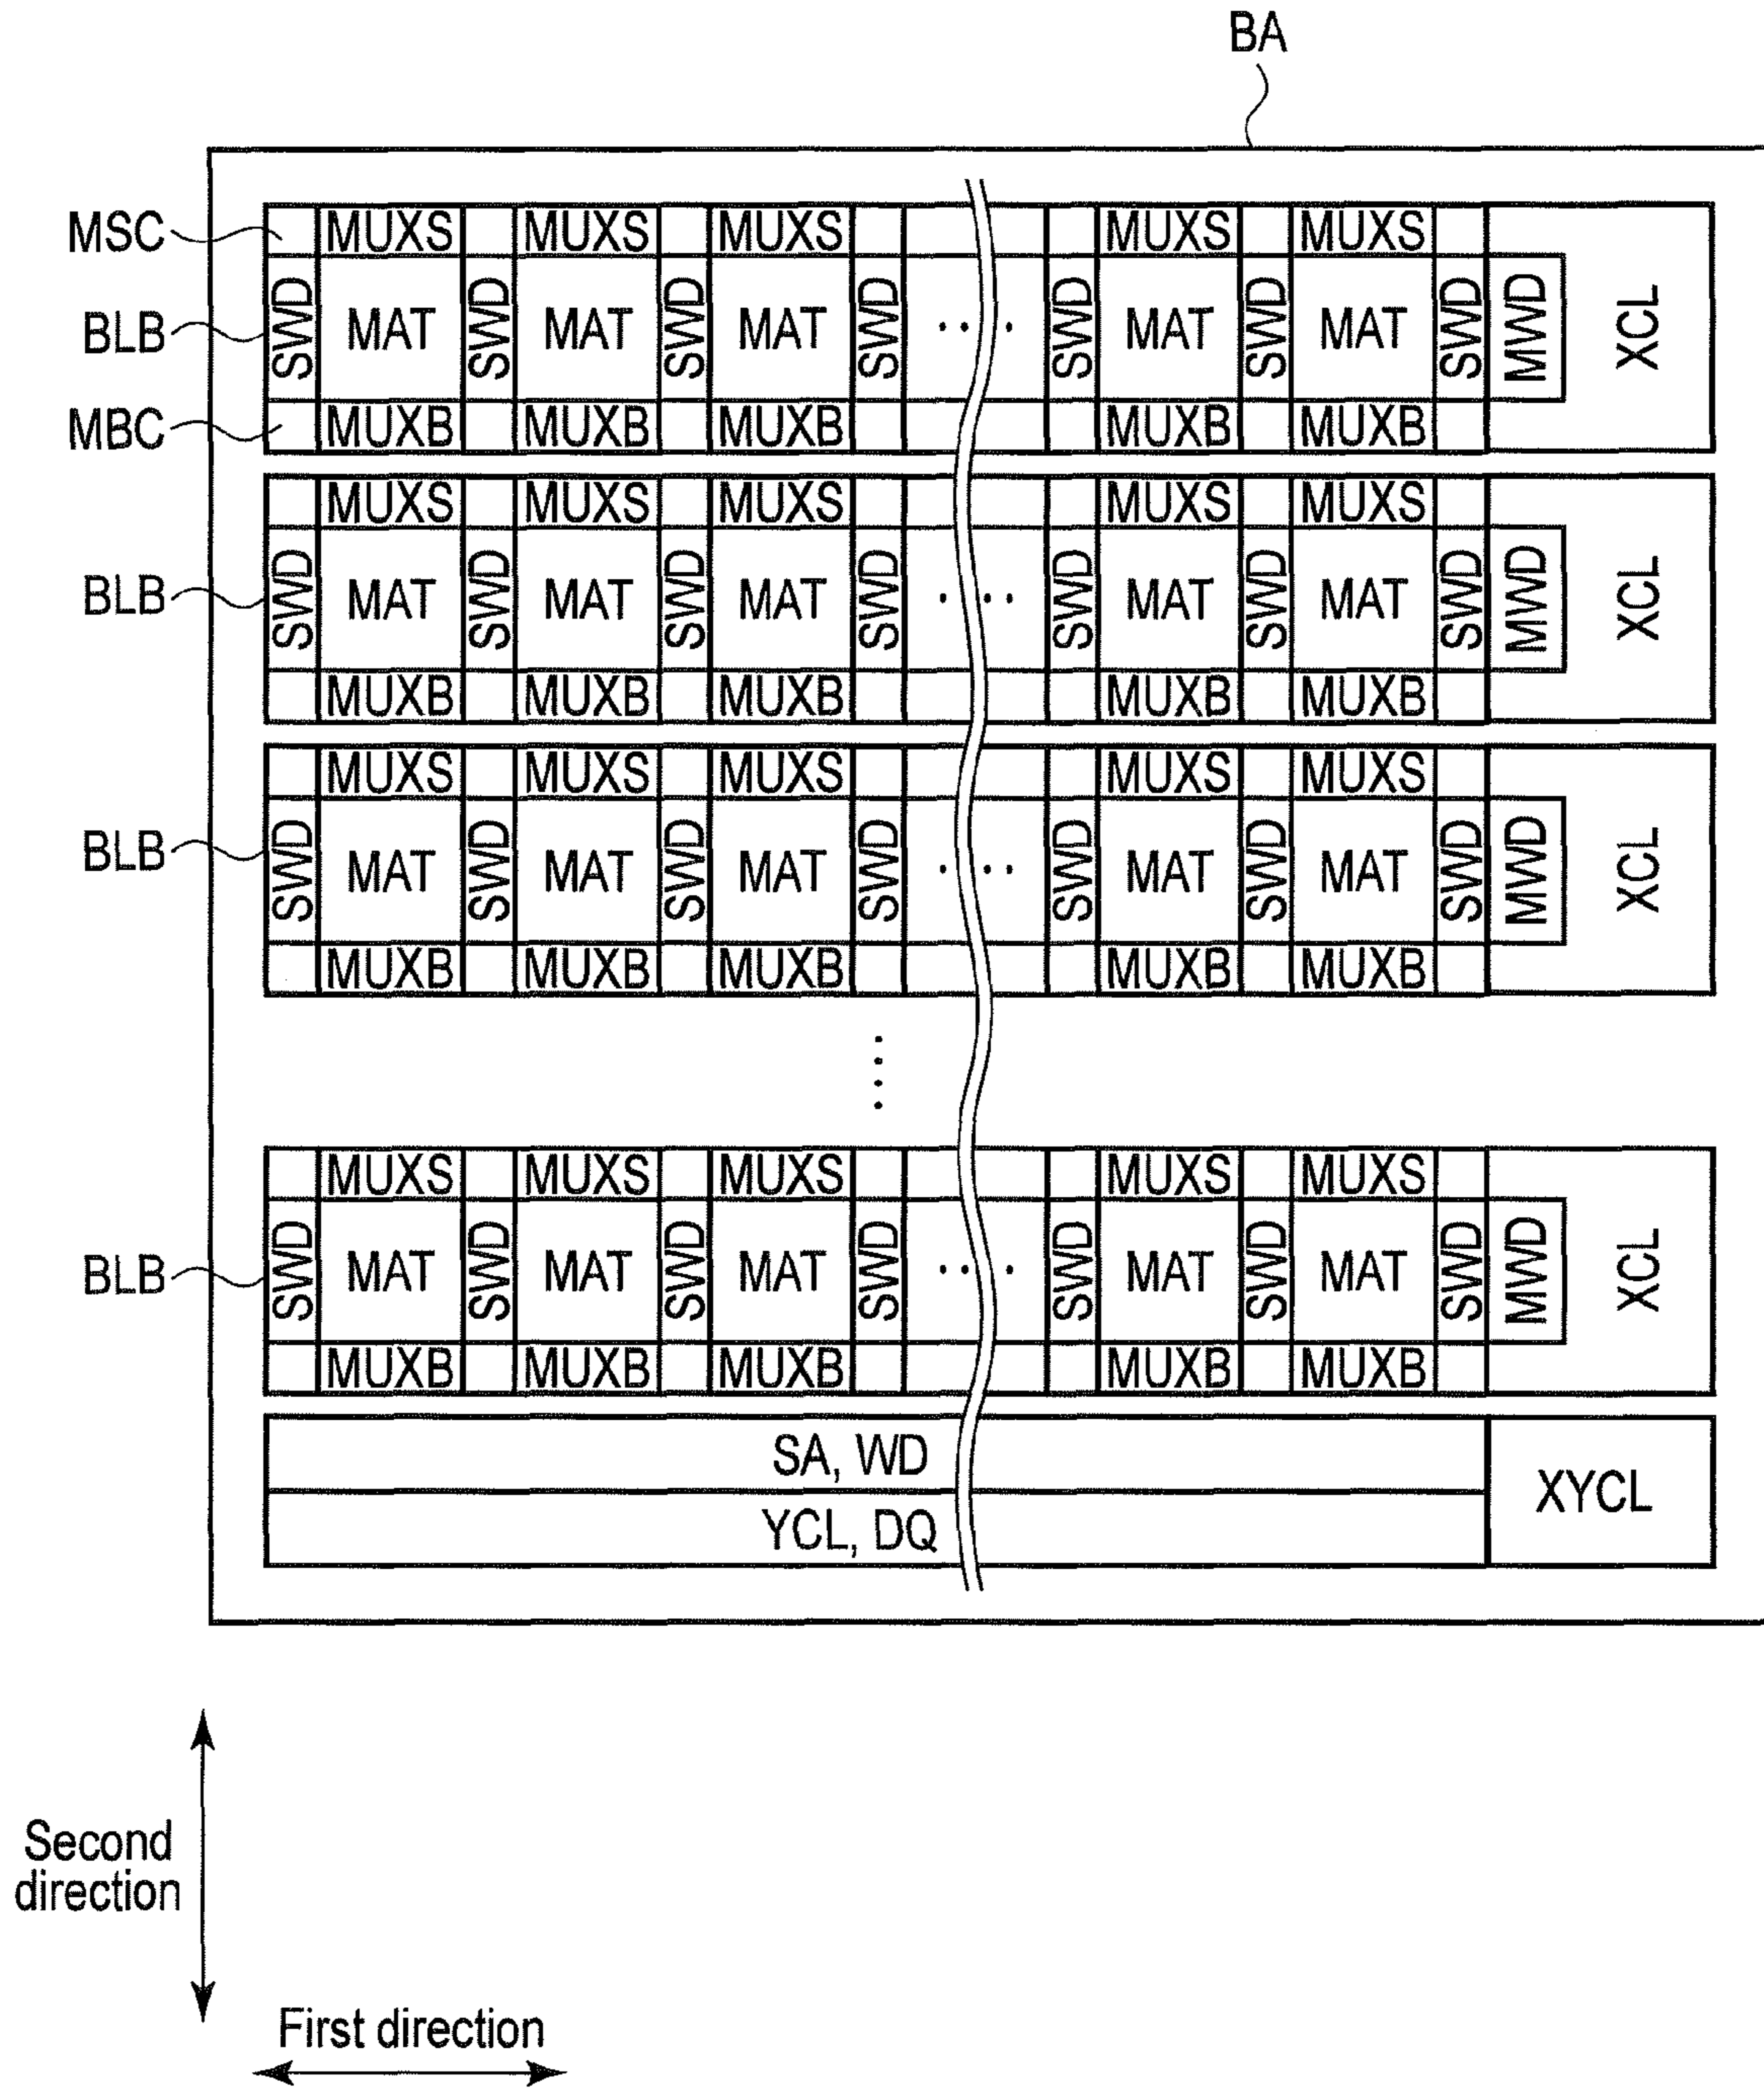 BA
MSC MUXS MUXS MUXS MUXS MUXS
BLB SWD MAT SWD MAT SWD MAT SWD .... SWD MAT SWD MAT SWD MWD XCL
MBC MUXB MUXB MUXB MUXB MUXB
MUXS MUXS MUXS MUXS MUXS
BLB SWD MAT SWD MAT SWD MAT SWD .... SWD MAT SWD MAT SWD MWD XCL
MUXB MUXB MUXB MUXB MUXB
MUXS MUXS MUXS MUXS MUXS
BLB SWD MAT SWD MAT SWD MAT SWD .... SWD MAT SWD MAT SWD MWD XCL
MUXB MUXB MUXB MUXB MUXB
....
MUXS MUXS MUXS MUXS MUXS
BLB SWD MAT SWD MAT SWD MAT SWD .... SWD MAT SWD MAT SWD MWD XCL
MUXB MUXB MUXB MUXB MUXB
SA, WD
XYCL
YCL, DQ
Second
direction
First direction